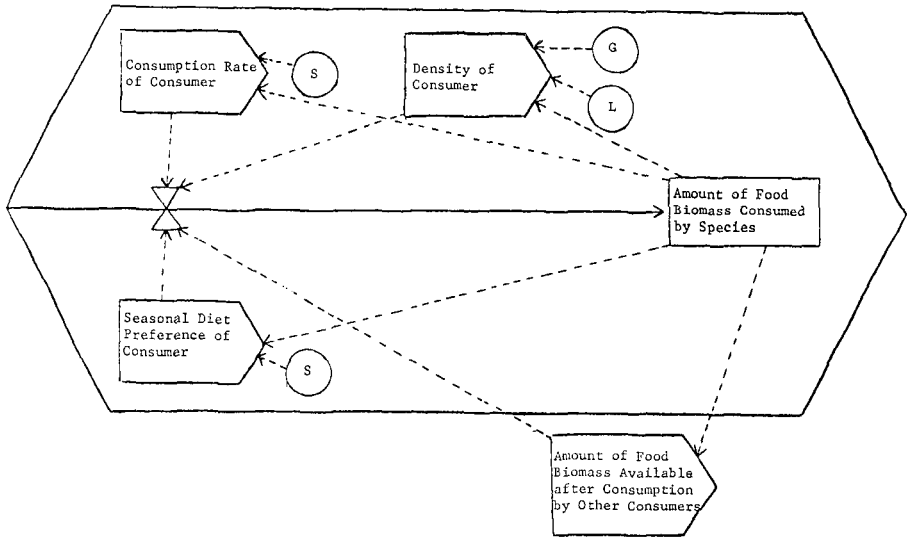 Consumption Rate
of Consumer
S
Density of
Consumer
G
L
Amount of Food
Biomass Consumed
by Species
Seasonal Diet
Preference of
Consumer
S
Amount of Food
Biomass Available
after Consumption
by Other Consumers